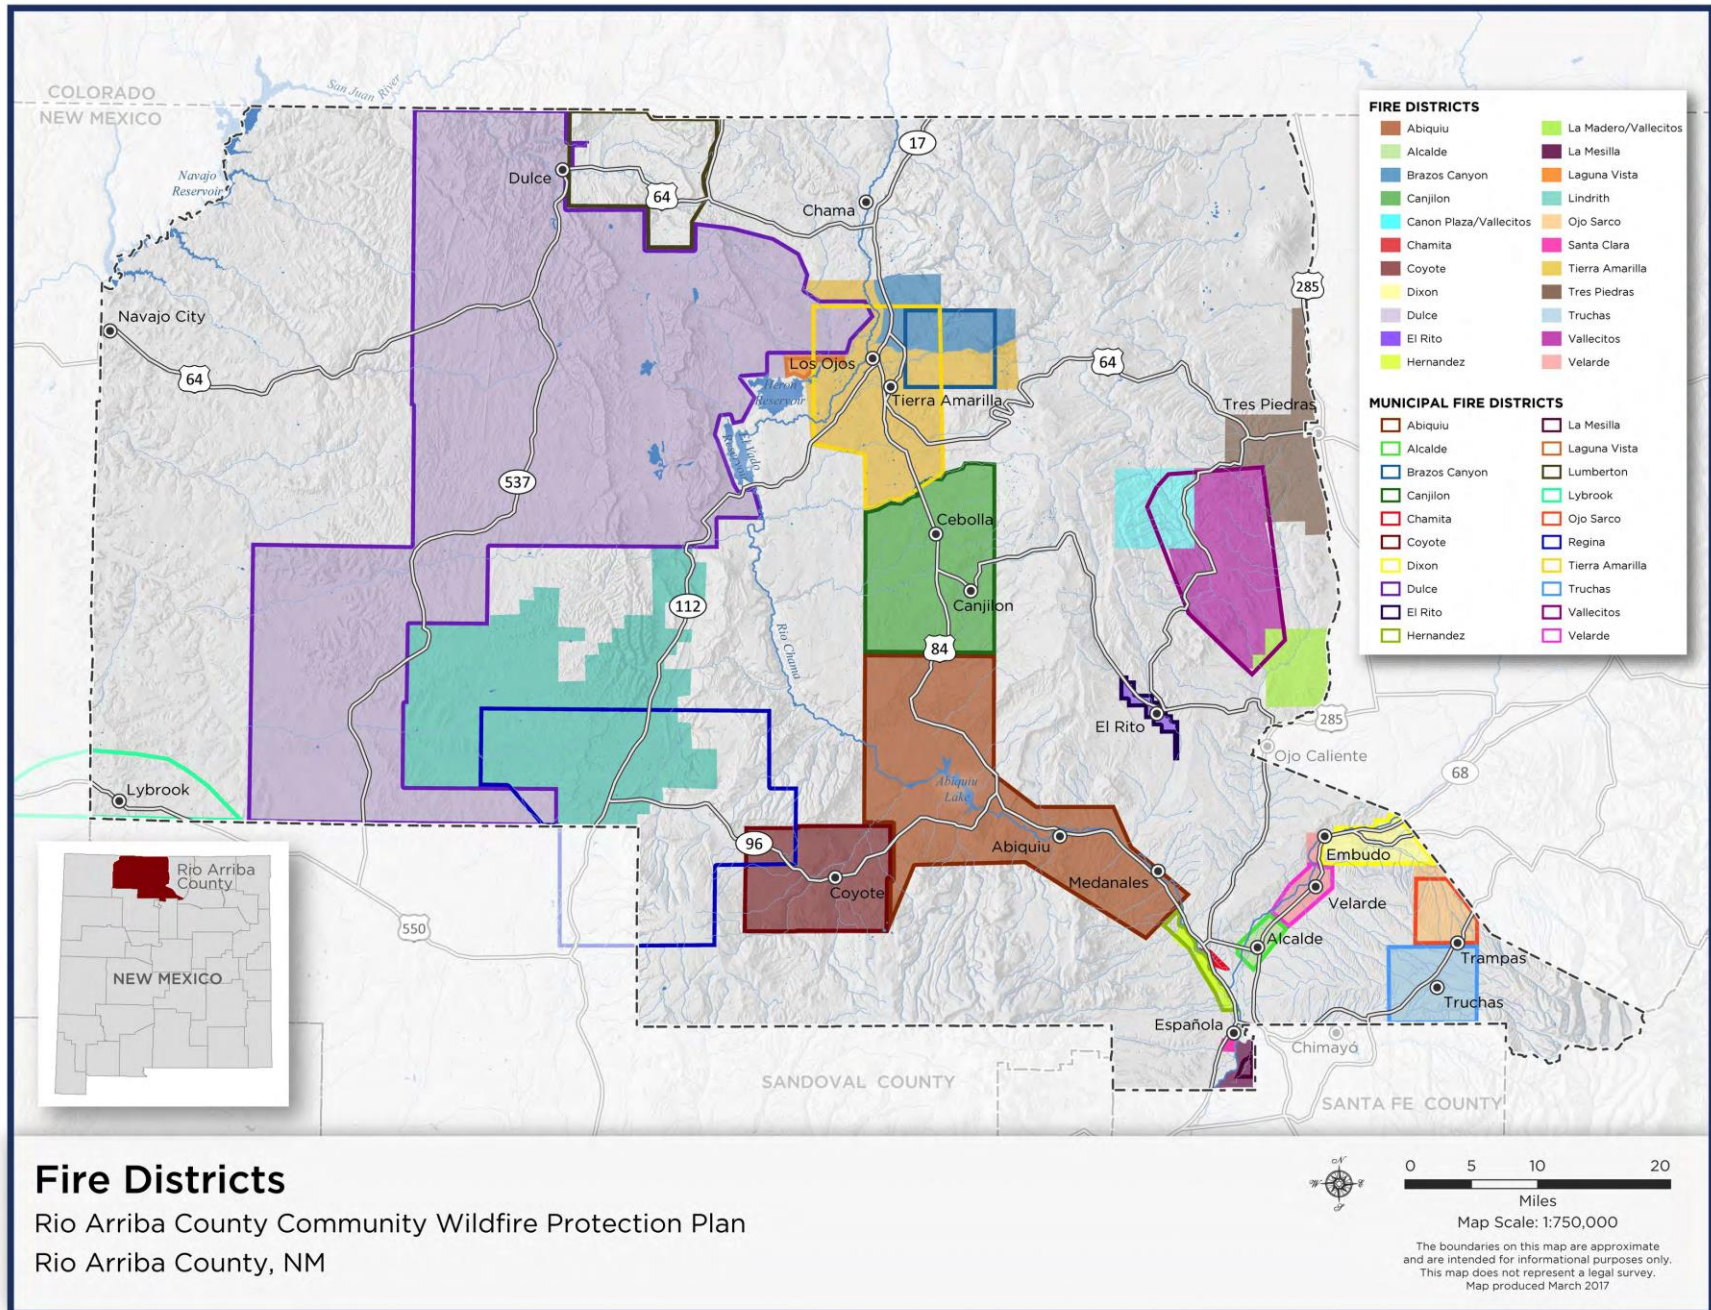 COLORADO
NEW MEXICO
San Juan River
Navajo
Reservoir
17
Dulce
64
Chama
285
Navajo City
64
Los Ojos
Heron
Reservoir
Tierra Amarilla
64
Tres Piedras
El Vado
Reservoir
537
Cebolla
Canjilon
112
Rio Chama
84
El Rito
285
Ojo Caliente
68
Lybrook
Abiquiu
Lake
96
Abiquiu
Embudo
Coyote
Medanales
Velarde
550
Alcalde
Trampas
Truchas
Española
Chimayó
SANDOVAL COUNTY
SANTA FE COUNTY
Rio Arriba
County
NEW MEXICO
FIRE DISTRICTS
Abiquiu
Alcalde
Brazos Canyon
Canjilon
Canon Plaza/Vallecitos
Chamita
Coyote
Dixon
Dulce
El Rito
Hernandez
La Madero/Vallecitos
La Mesilla
Laguna Vista
Lindrith
Ojo Sarco
Santa Clara
Tierra Amarilla
Tres Piedras
Truchas
Vallecitos
Velarde
MUNICIPAL FIRE DISTRICTS
Abiquiu
Alcalde
Brazos Canyon
Canjilon
Chamita
Coyote
Dixon
Dulce
El Rito
Hernandez
La Mesilla
Laguna Vista
Lumberton
Lybrook
Ojo Sarco
Regina
Tierra Amarilla
Truchas
Vallecitos
Velarde
Fire Districts
Rio Arriba County Community Wildfire Protection Plan
Rio Arriba County, NM
N
W E
S
0 5 10 20
Miles
Map Scale: 1:750,000
The boundaries on this map are approximate
and are intended for informational purposes only.
This map does not represent a legal survey.
Map produced March 2017